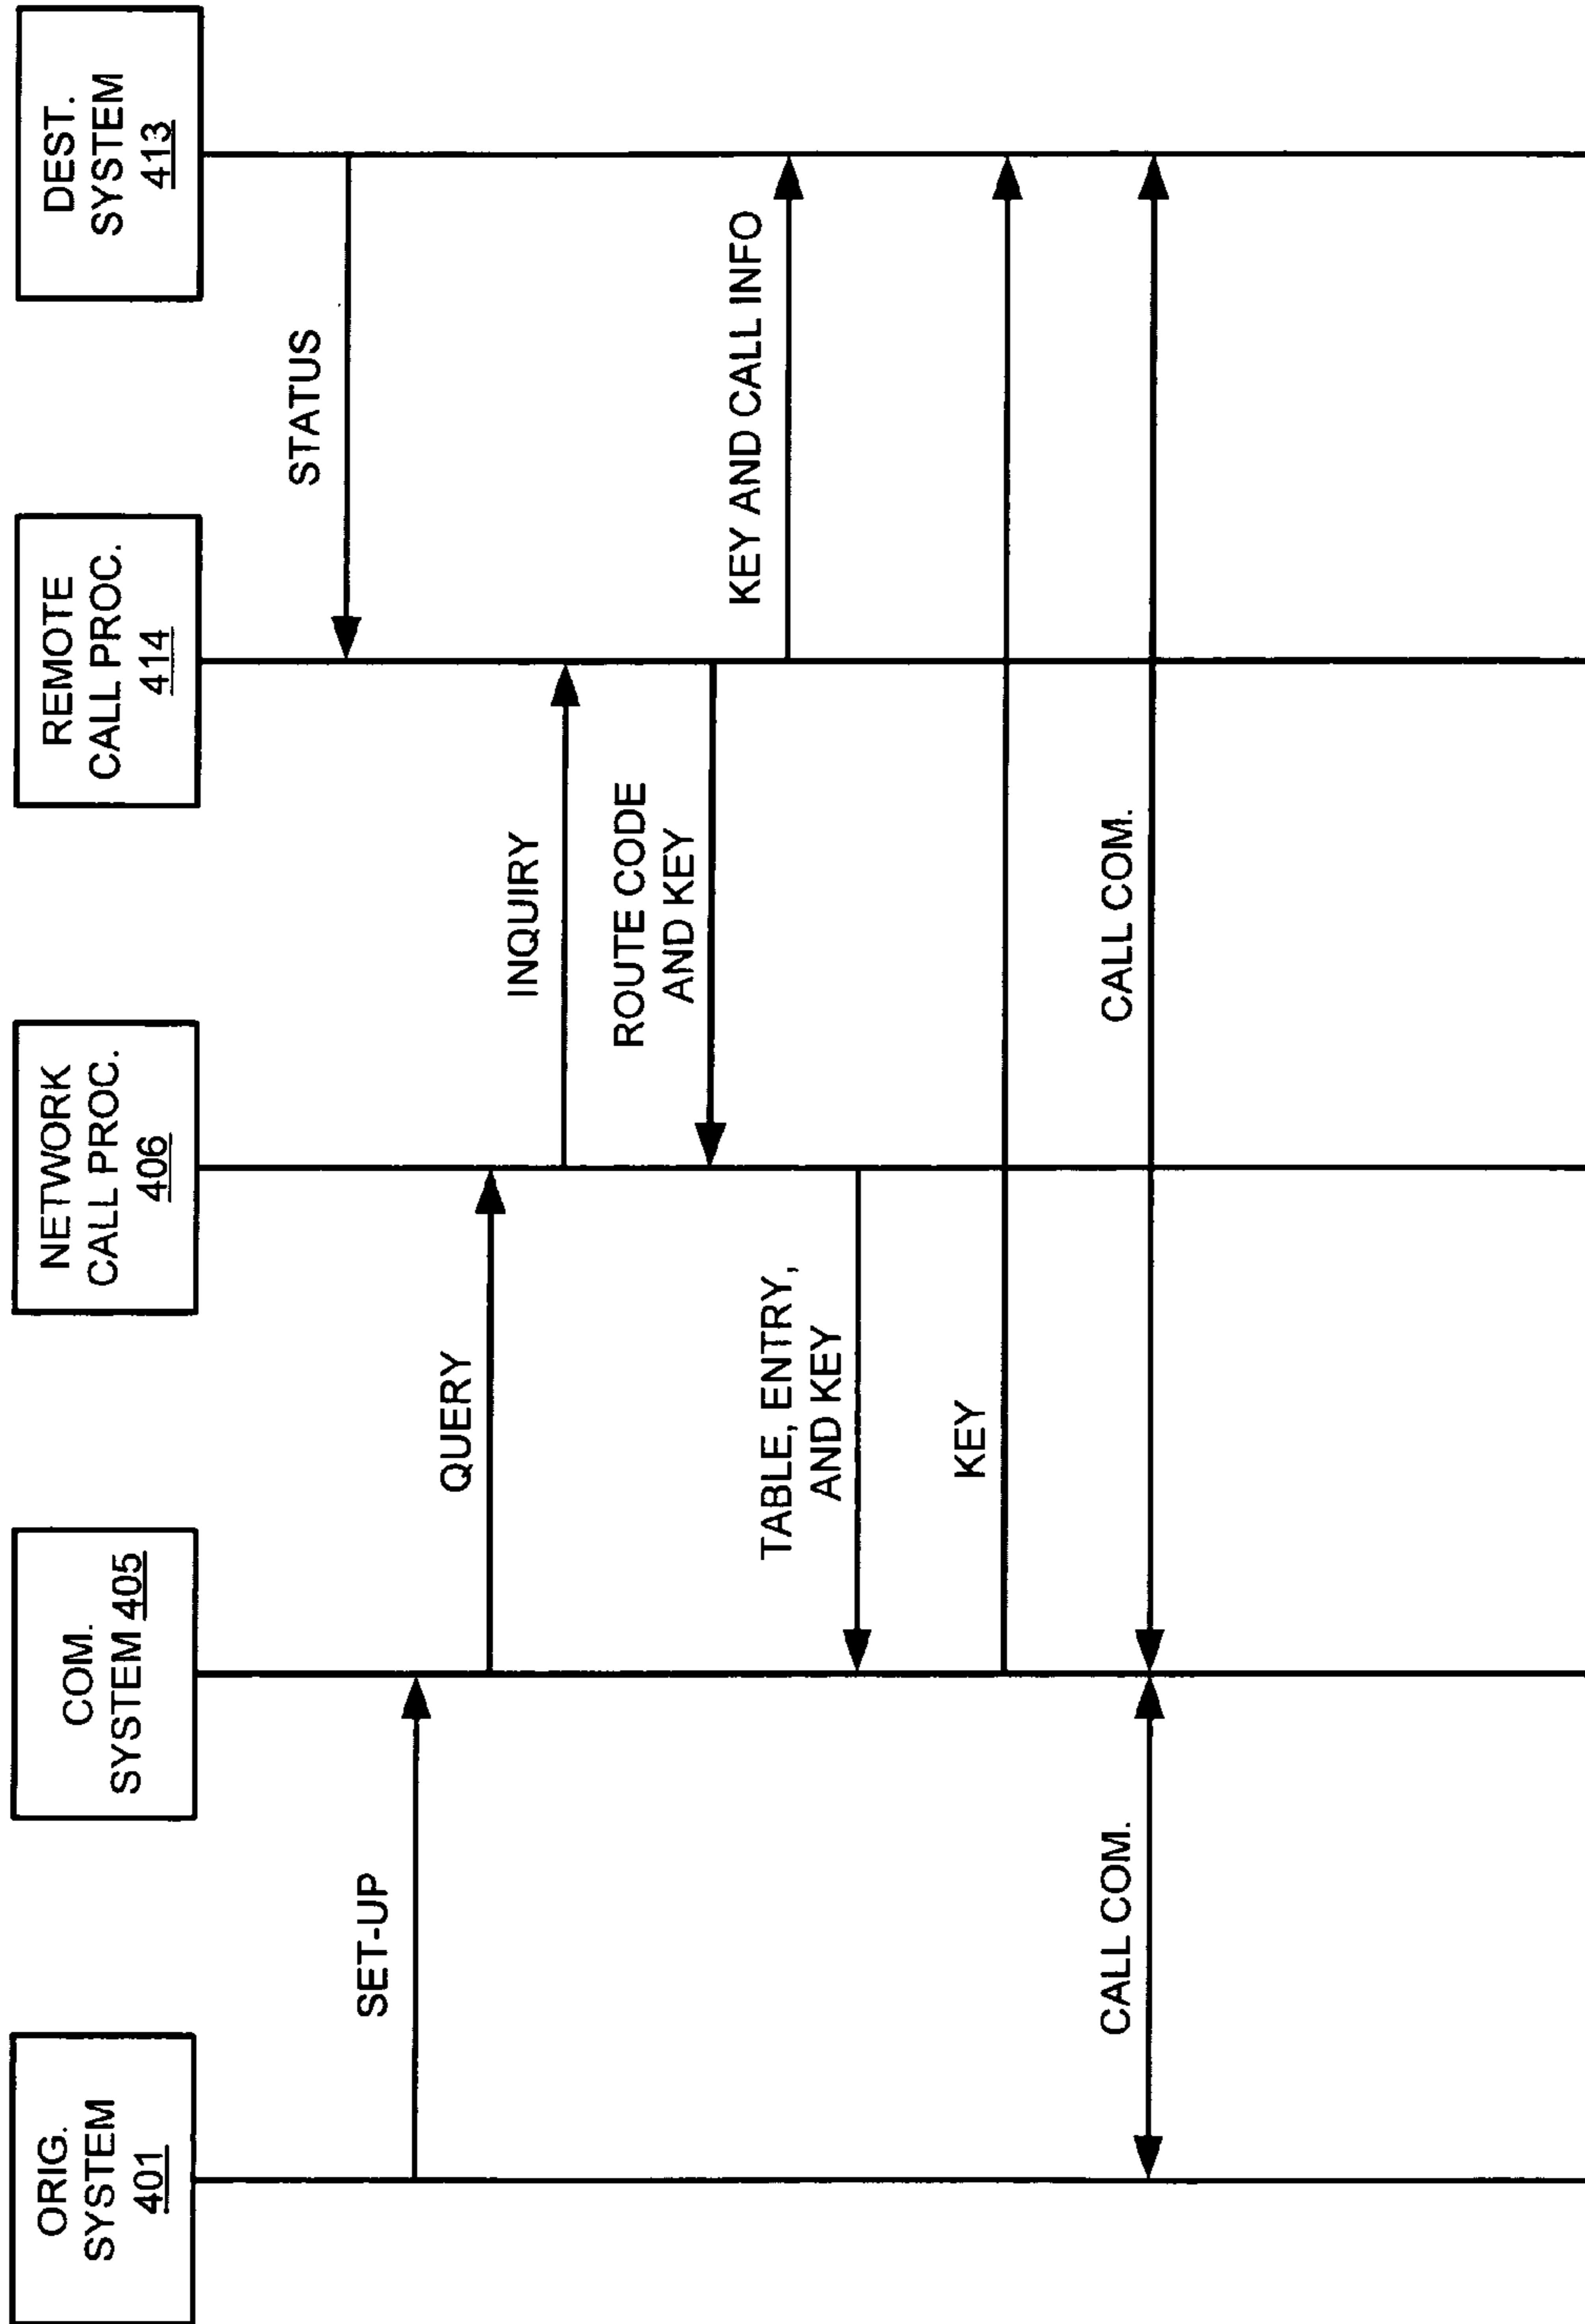 ORIG.
SYSTEM
401
COM.
SYSTEM 405
NETWORK
CALL PROC.
406
REMOTE
CALL PROC.
414
DEST.
SYSTEM
413
STATUS
SET-UP
QUERY
INQUIRY
ROUTE CODE
AND KEY
KEY AND CALL INFO
TABLE, ENTRY,
AND KEY
KEY
CALL COM.
CALL COM.